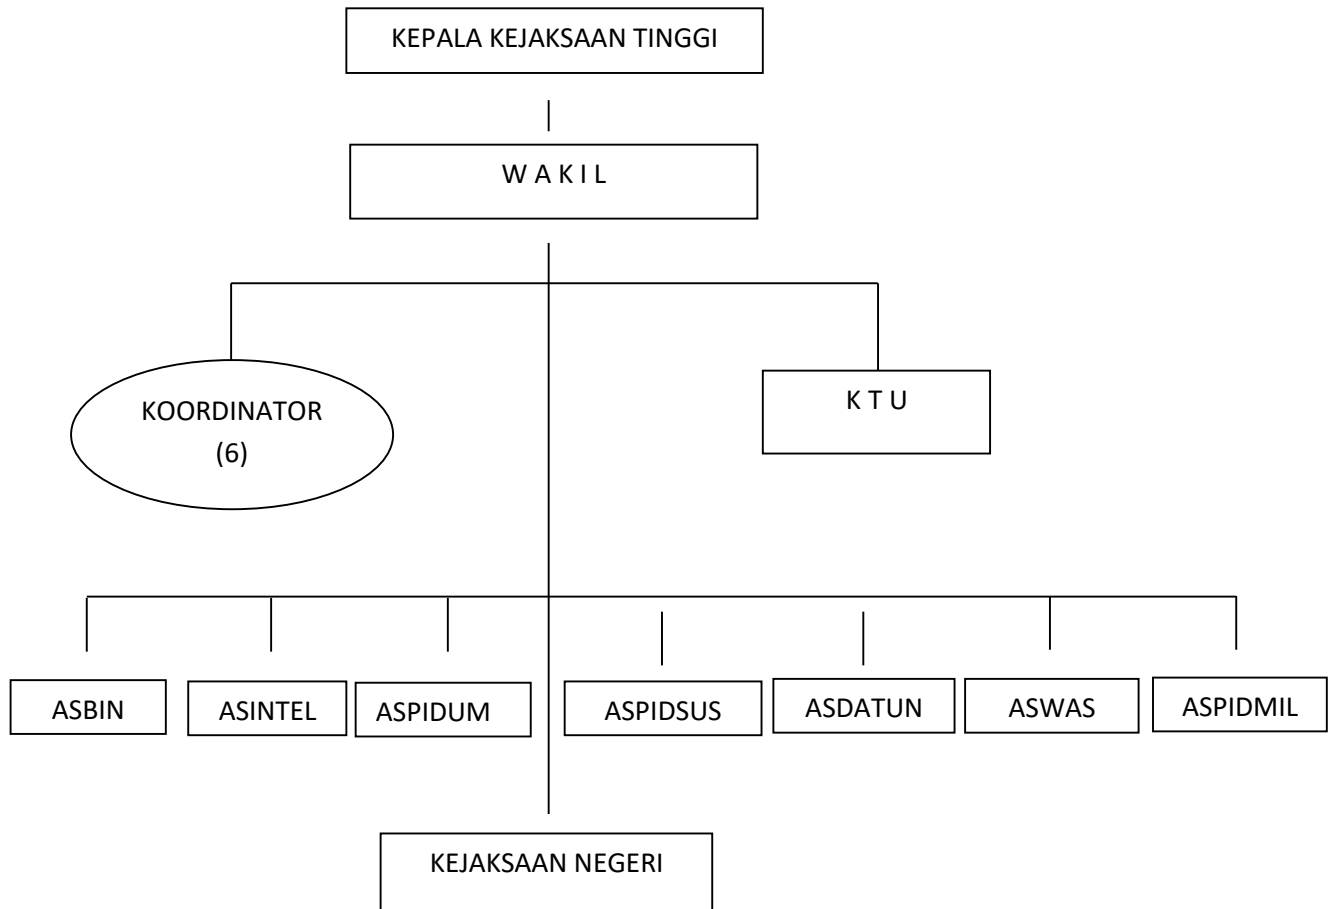 KEPALA KEJAKSAAN TINGGI
W A K I L
KOORDINATOR
(6)
K T U
ASBIN
ASINTEL
ASPIDUM
ASPIDSUS
ASDATUN
ASWAS
ASPIDMIL
KEJAKSAAN NEGERI